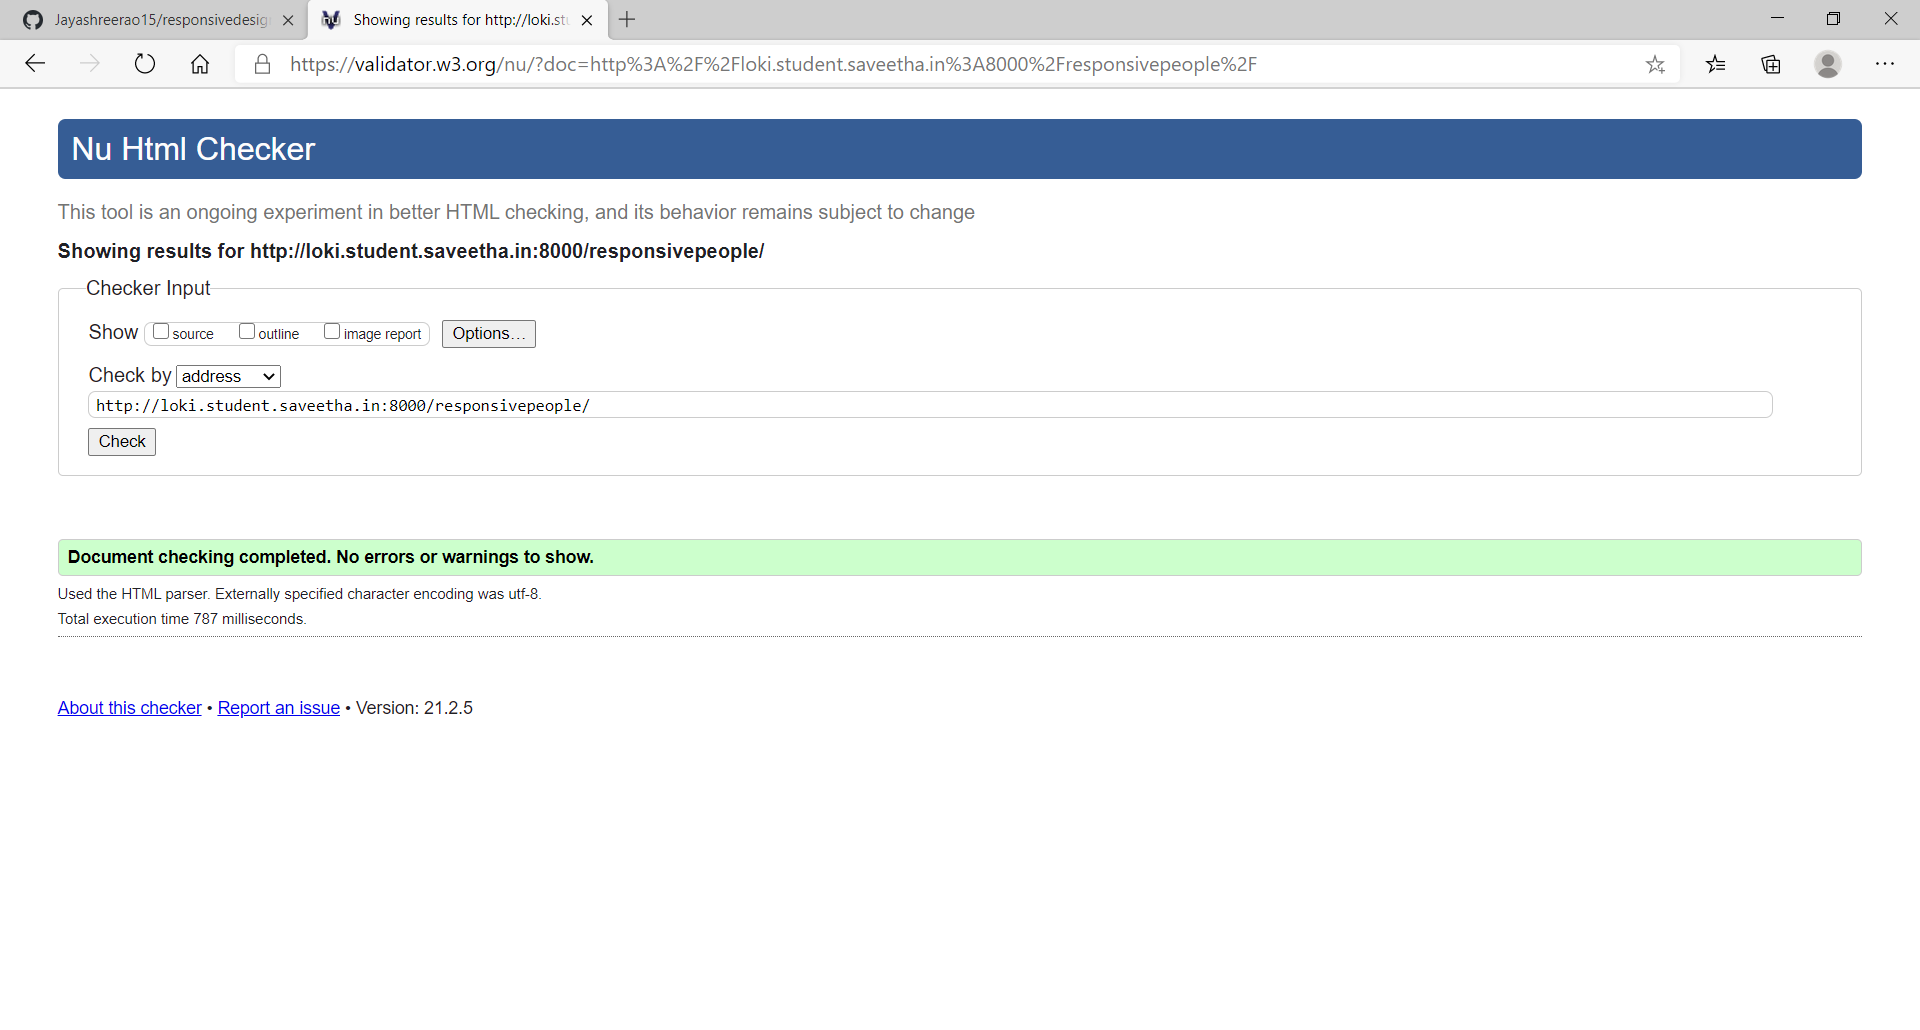 Jayashreerao15/responsivedesig
Showing results for http://loki.st
https://validator.w3.org/nu/?doc=http%3A%2F%2Floki.student.saveetha.in%3A8000%2Fresponsivepeople%2F
Nu Html Checker
This tool is an ongoing experiment in better HTML checking, and its behavior remains subject to change
Showing results for http://loki.student.saveetha.in:8000/responsivepeople/
Checker Input
Show source outline image report Options…
Check by address
http://loki.student.saveetha.in:8000/responsivepeople/
Check
Document checking completed. No errors or warnings to show.
Used the HTML parser. Externally specified character encoding was utf-8.
Total execution time 787 milliseconds.
About this checker • Report an issue • Version: 21.2.5